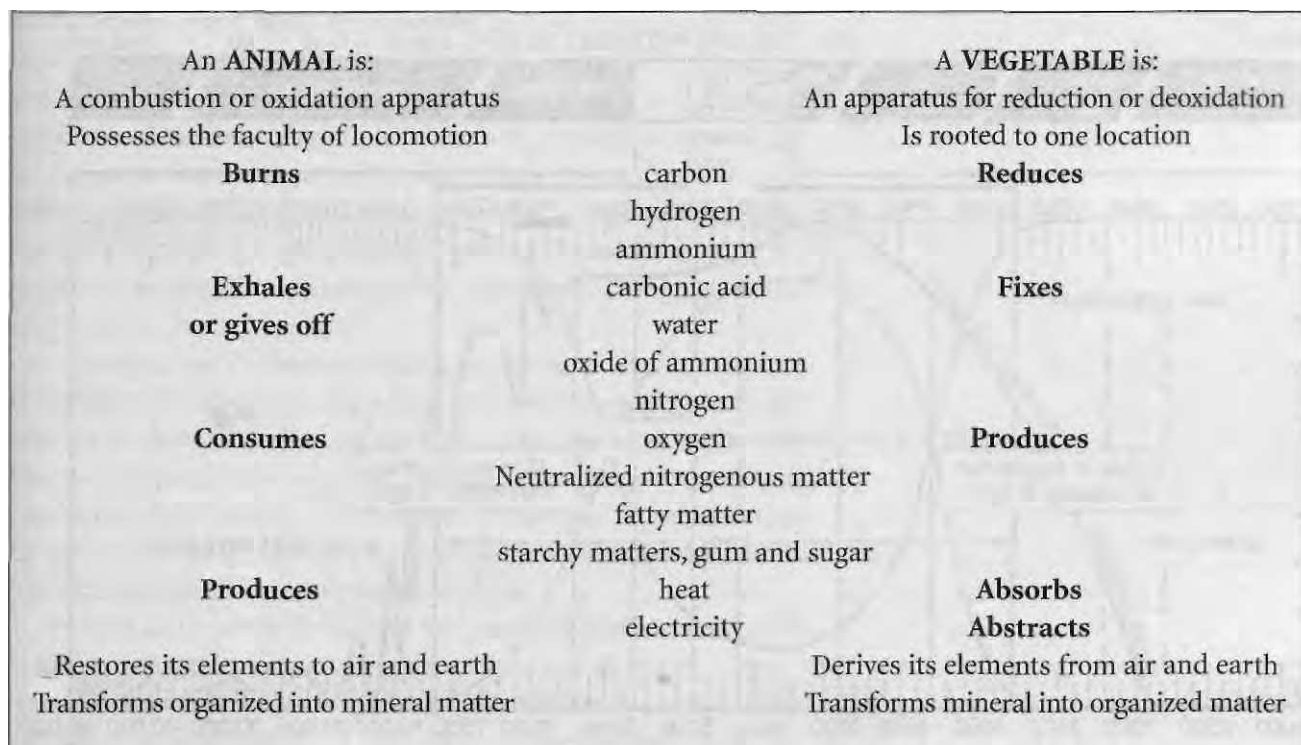 An ANIMAL is: A VEGETABLE is:
A combustion or oxidation apparatus An apparatus for reduction or deoxidation
Possesses the faculty of locomotion Is rooted to one location
Burns carbon Reduces
hydrogen
ammonium
Exhales carbonic acid Fixes
or gives off water
oxide of ammonium
nitrogen
Consumes oxygen Produces
Neutralized nitrogenous matter
fatty matter
starchy matters, gum and sugar
Produces heat Absorbs
electricity Abstracts
Restores its elements to air and earth Derives its elements from air and earth
Transforms organized into mineral matter Transforms mineral into organized matter